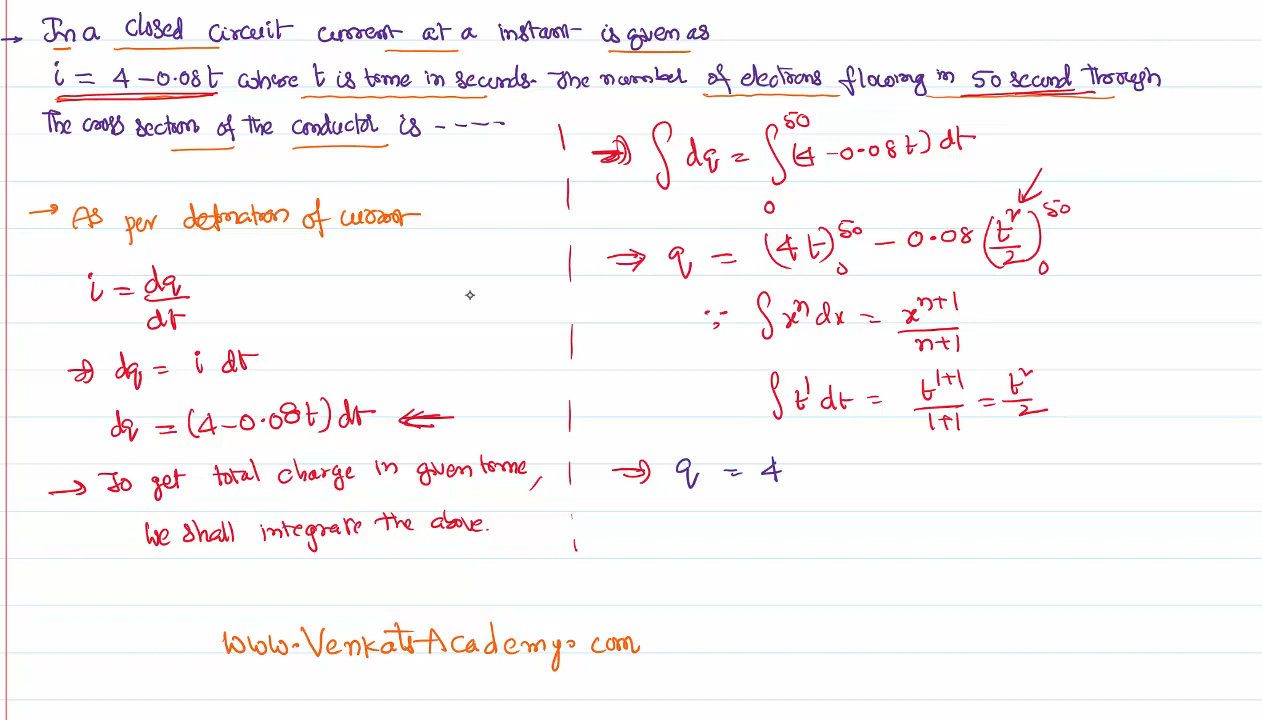 → In a closed circuit current at a instant is given as
i = 4 - 0.08t where t is time in seconds. The number of electrons flowing in 50 second through
The cross section of the conductor is ----
→ As per defination of current
i = dq/dt
⇒ dq = i dt
dq = (4 - 0.08t) dt ⇐
→ To get total charge in given time,
We shall integrate the above.
⇒ ∫ dq = ∫₀⁵⁰ (4 - 0.08t) dt
⇒ q = (4t)₀⁵⁰ - 0.08 (t²/2)₀⁵⁰
∵ ∫ xⁿ dx = xⁿ⁺¹/n+1
∫ t¹ dt = t¹⁺¹/1+1 = t²/2
⇒ q = 4
www.VenkatsAcademy.com